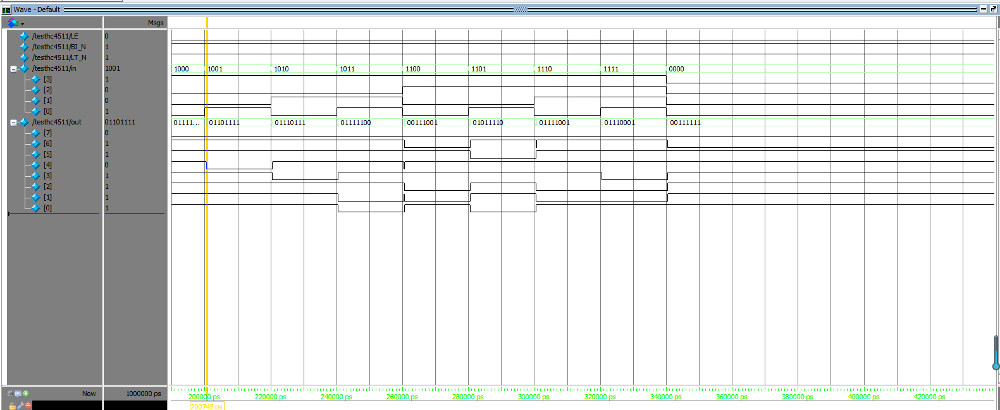 Wave - Default
Msgs
/testhc4511/LE 0
/testhc4511/BI_N 1
/testhc4511/LT_N 1
/testhc4511/in 1001 1000 1001 1010 1011 1100 1101 1110 1111 0000
[3] 1
[2] 0
[1] 0
[0] 1
/testhc4511/out 01101111 01111... 01101111 01110111 01111100 00111001 01011110 01111001 01110001 00111111
[7] 0
[6] 1
[5] 1
[4] 0
[3] 1
[2] 1
[1] 1
[0] 1
Now 1000000 ps 200000 ps 220000 ps 240000 ps 260000 ps 280000 ps 300000 ps 320000 ps 340000 ps 360000 ps 380000 ps 400000 ps 420000 ps
200745 ps